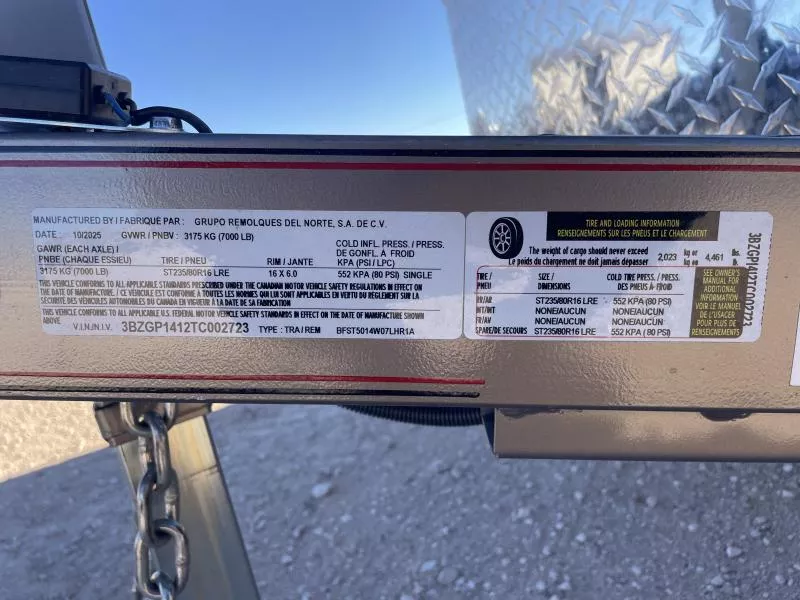 MANUFACTURED BY / FABRIQUÉ PAR : GRUPO REMOLQUES DEL NORTE, S.A. DE C.V.
DATE: 10/2025 GVWR / PNBV : 3175 KG (7000 LB)
GAWR (EACH AXLE) /
PNBE (CHAQUE ESSIEU) TIRE / PNEU RIM / JANTE
COLD INFL. PRESS. / PRESS.
DE GONFL. À FROID
KPA (PSI / LPC)
3175 KG (7000 LB) ST235/80R16 LRE 16 X 6.0 552 KPA (80 PSI) SINGLE
THIS VEHICLE CONFORMS TO ALL APPLICABLE STANDARDS PRESCRIBED UNDER THE CANADIAN MOTOR VEHICLE SAFETY REGULATIONS IN EFFECT ON
THE DATE OF MANUFACTURE. / CE VÉHICULE EST CONFORME À TOUTES LES NORMES QUI LUI SONT APPLICABLES EN VERTU DU RÈGLEMENT SUR LA
SÉCURITÉ DES VÉHICULES AUTOMOBILES DU CANADA EN VIGUEUR À LA DATE DE SA FABRICATION
THIS VEHICLE CONFORMS TO ALL APPLICABLE U.S. FEDERAL MOTOR VEHICLE SAFETY STANDARDS IN EFFECT ON THE DATE OF MANUFACTURE SHOWN
ABOVE
V.I.N./N.I.V. 3BZGP1412TC002723 TYPE : TRA / REM BFST5014W07LHR1A
TIRE AND LOADING INFORMATION
RENSEIGNEMENTS SUR LES PNEUS ET LE CHARGEMENT
The weight of cargo should never exceed
Le poids du chargement ne doit jamais dépasser
2,023 kg or kg ou 4,461 lb. lb.
TIRE / SIZE / COLD TIRE PRESS. / PRESS.
PNEU DIMENSIONS DES PNEUS À FROID
RR/AR ST235/80R16 LRE 552 KPA (80 PSI)
INT/INT NONE/AUCUN NONE/AUCUN
FR/AV NONE/AUCUN NONE/AUCUN
SPARE/DE SECOURS ST235/80R16 LRE 552 KPA (80 PSI)
SEE OWNER'S
MANUAL FOR
ADDITIONAL
INFORMATION
VOIR LE MANUEL
DE L'USAGER
POUR PLUS DE
RENSEIGNEMENTS
3BZGP1412TC002723